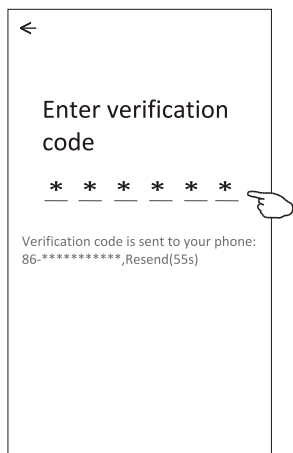 Enter verification
code
* * * * * *
Verification code is sent to your phone:
86-***********,Resend(55s)